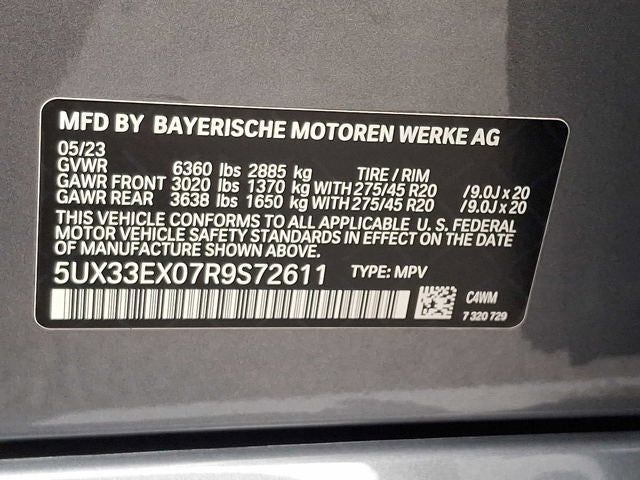 MFD BY BAYERISCHE MOTOREN WERKE AG
05/23
GVWR 6360 lbs 2885 kg TIRE / RIM
GAWR FRONT 3020 lbs 1370 kg WITH 275/45 R20 /9.0J x 20
GAWR REAR 3638 lbs 1650 kg WITH 275/45 R20 /9.0J x 20
THIS VEHICLE CONFORMS TO ALL APPLICABLE U. S. FEDERAL
MOTOR VEHICLE SAFETY STANDARDS IN EFFECT ON THE DATE
OF MANUFACTURE SHOWN ABOVE.
5UX33EX07R9S72611 TYPE: MPV
C4WM
7 320 729